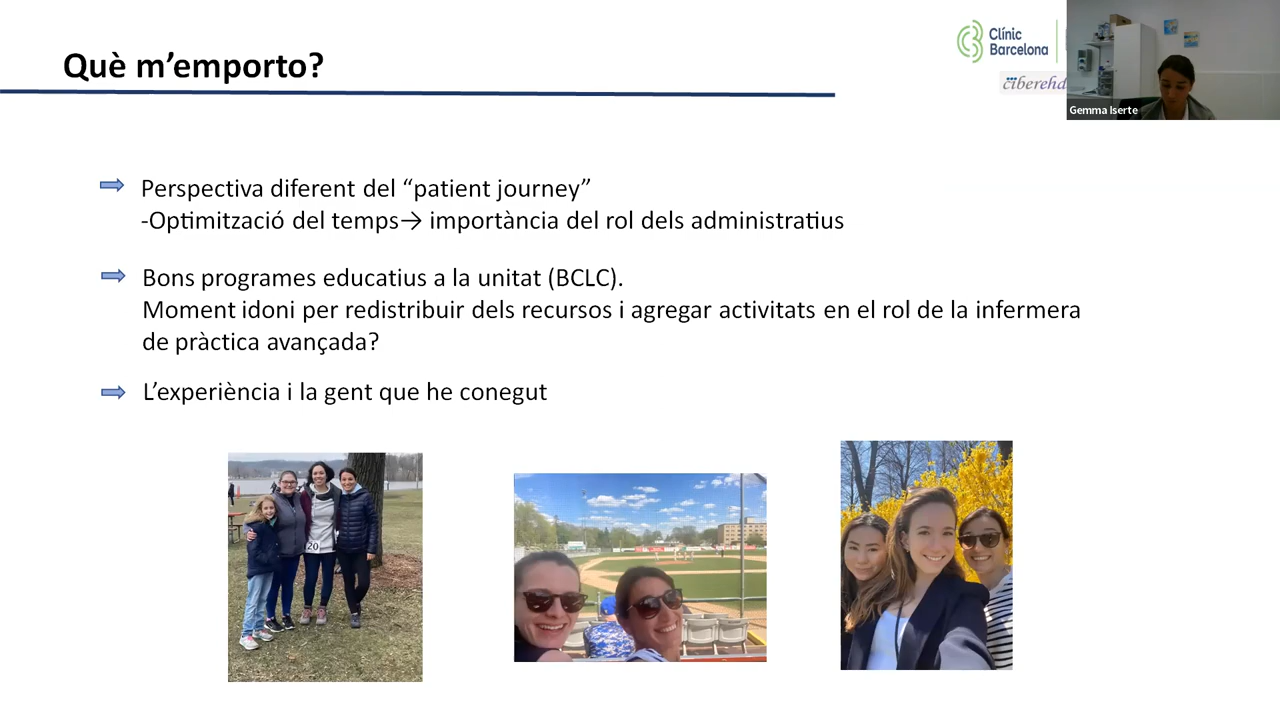 Què m’emporto?
Clínic
Barcelona
ciberehd
Gemma Iserte
Perspectiva diferent del “patient journey”
-Optimització del temps→ importància del rol dels administratius
Bons programes educatius a la unitat (BCLC).
Moment idoni per redistribuir dels recursos i agregar activitats en el rol de la infermera
de pràctica avançada?
L’experiència i la gent que he conegut
20